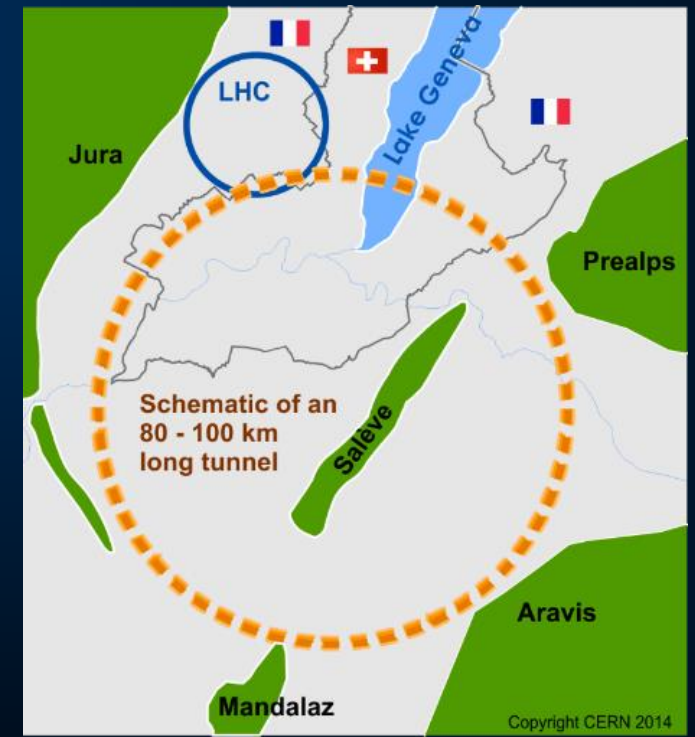 LHC
Lake Geneva
Jura
Prealps
Schematic of an
80 - 100 km
long tunnel
Salève
Aravis
Mandalaz
Copyright CERN 2014